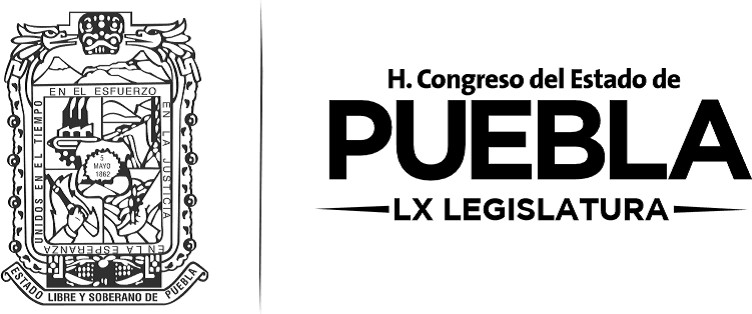 EN EL ESFUERZO
EN LA JUSTICIA
EN LA ESPERANZA
UNIDOS EN EL TIEMPO
5
MAYO
1862
ESTADO LIBRE Y SOBERANO DE PUEBLA
H. Congreso del Estado de
PUEBLA
LX LEGISLATURA